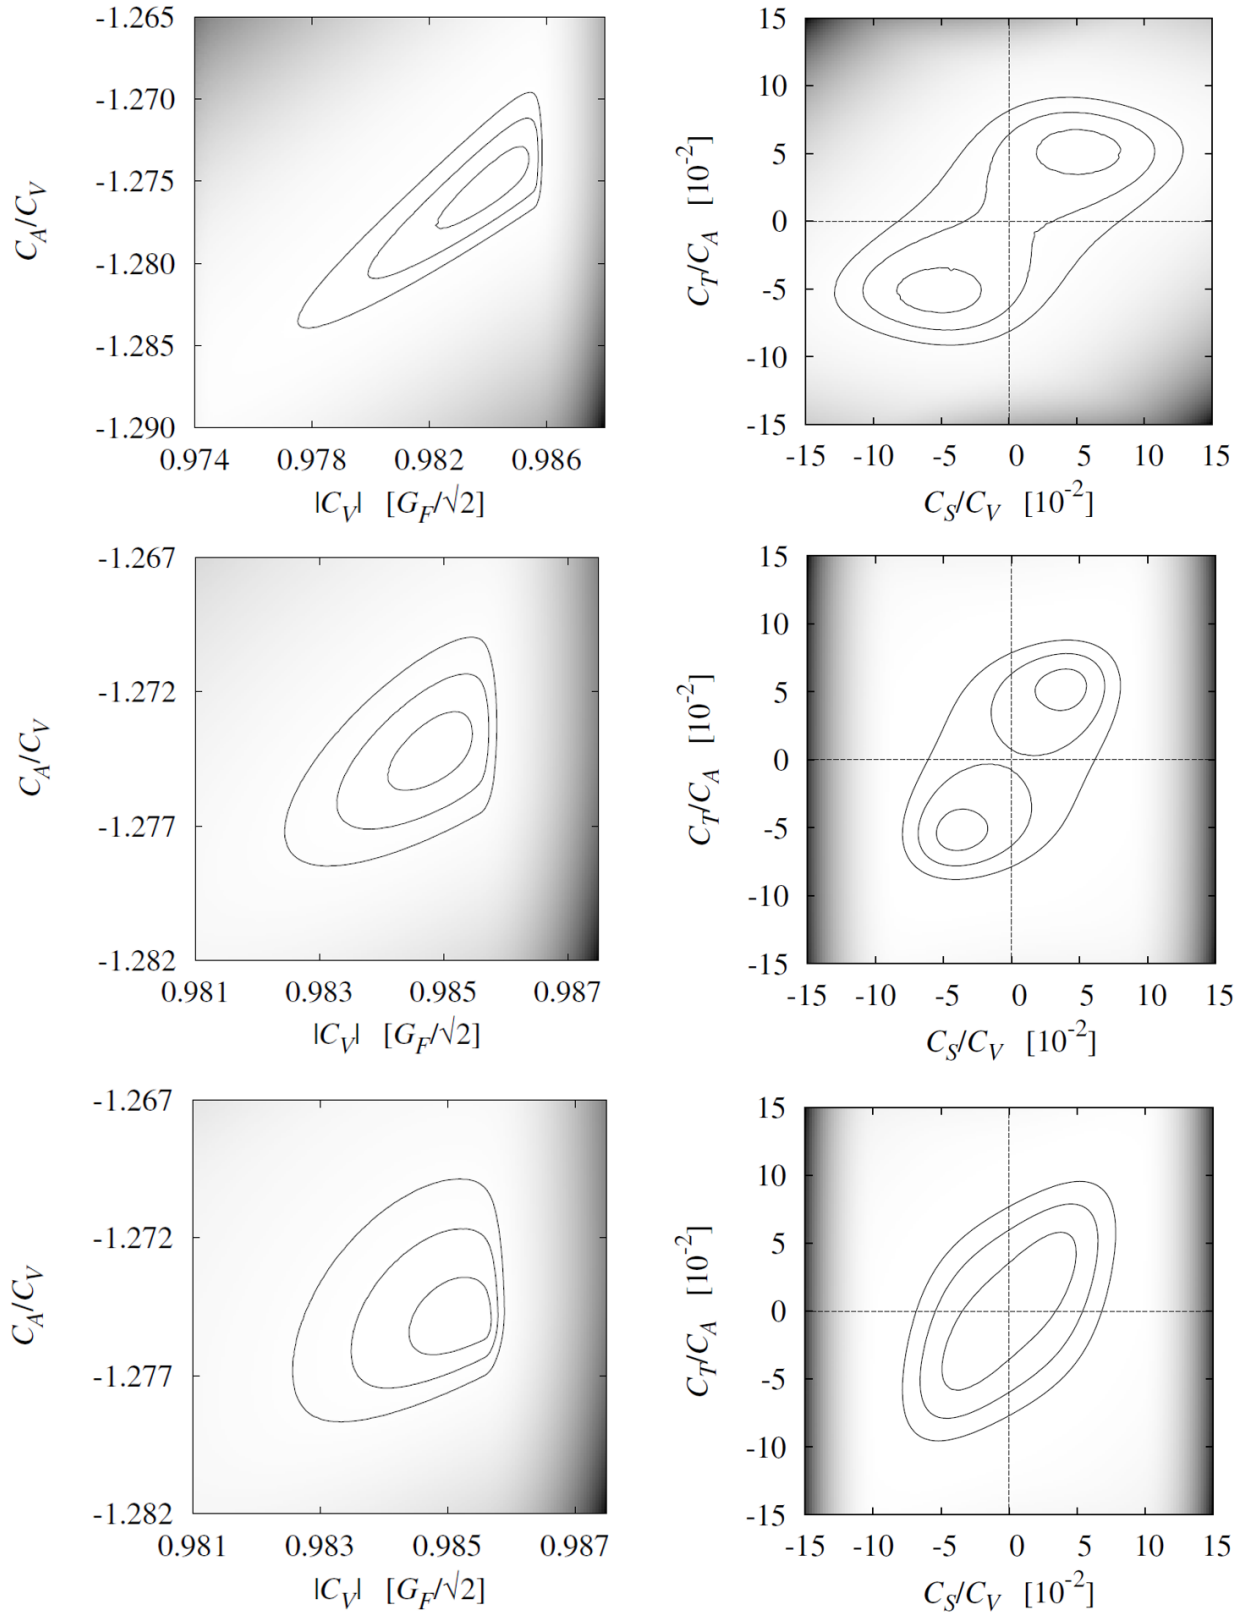 -1.265
-1.270
-1.275
-1.280
-1.285
-1.290
C_A/C_V
0.974 0.978 0.982 0.986
|C_V| [G_F/√2]
15
10
5
0
-5
-10
-15
C_T/C_A [10^-2]
-15 -10 -5 0 5 10 15
C_S/C_V [10^-2]
-1.267
-1.272
-1.277
-1.282
C_A/C_V
0.981 0.983 0.985 0.987
|C_V| [G_F/√2]
15
10
5
0
-5
-10
-15
C_T/C_A [10^-2]
-15 -10 -5 0 5 10 15
C_S/C_V [10^-2]
-1.267
-1.272
-1.277
-1.282
C_A/C_V
0.981 0.983 0.985 0.987
|C_V| [G_F/√2]
15
10
5
0
-5
-10
-15
C_T/C_A [10^-2]
-15 -10 -5 0 5 10 15
C_S/C_V [10^-2]